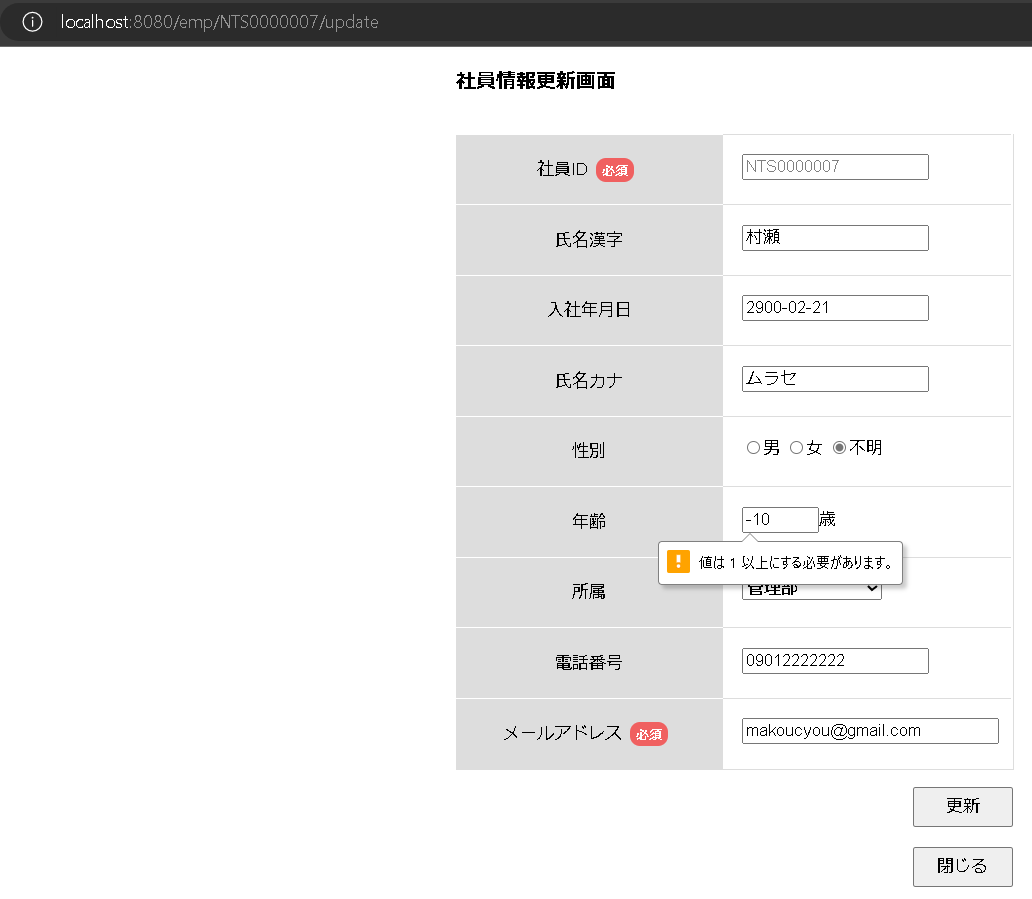 localhost:8080/emp/NTS0000007/update
社員情報更新画面
社員ID 必須 NTS0000007
氏名漢字 村瀬
入社年月日 2900-02-21
氏名カナ ムラセ
性別 男 女 不明
年齢 -10 歳
値は 1 以上にする必要があります。
所属 管理部
電話番号 09012222222
メールアドレス 必須 makoucyou@gmail.com
更新
閉じる